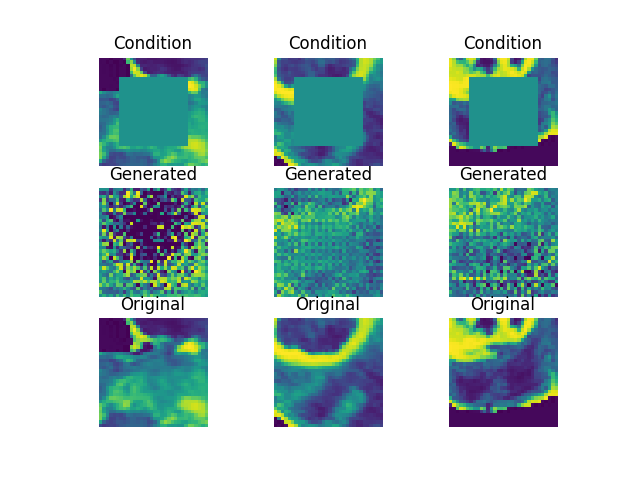 Condition Condition Condition
Generated Generated Generated
Original Original Original